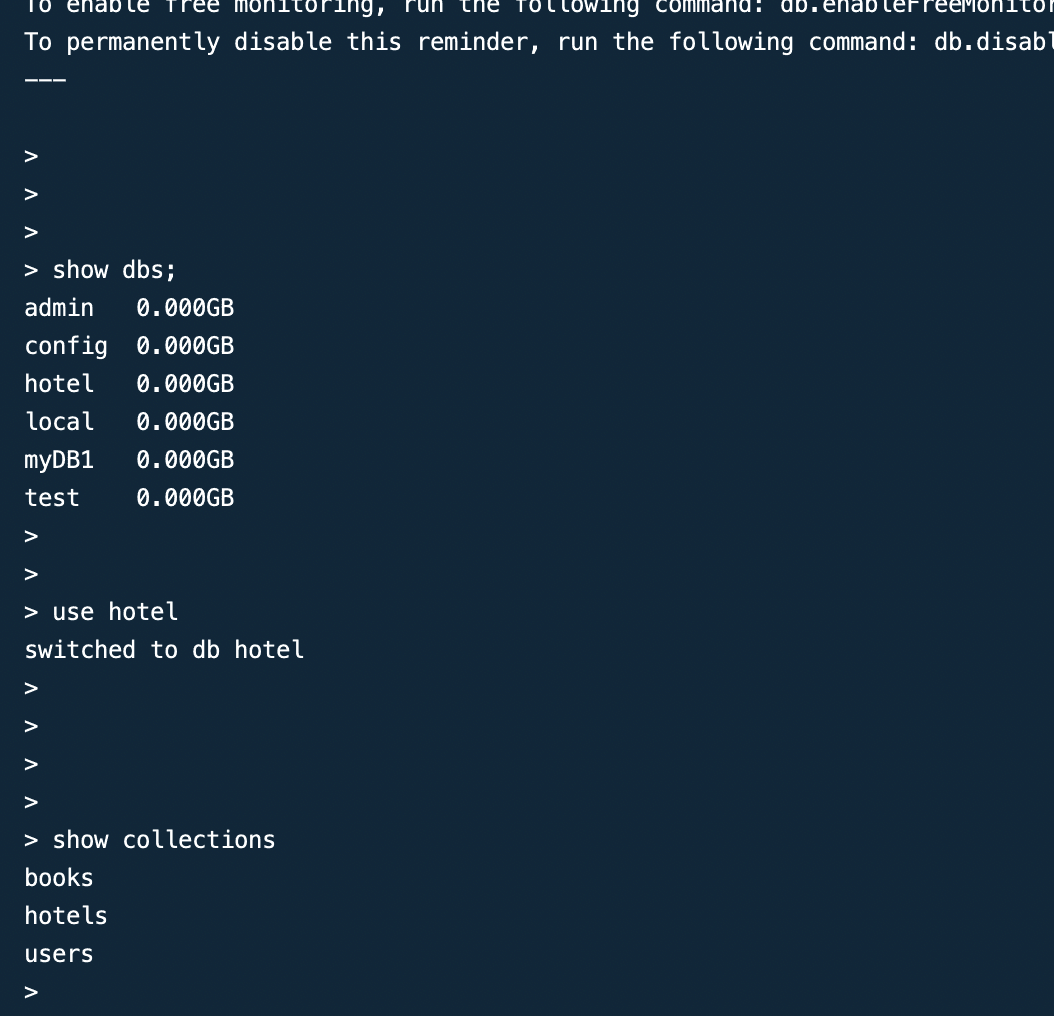 To enable free monitoring, run the following command: db.enableFreeMonitor
To permanently disable this reminder, run the following command: db.disabl
---
>
>
>
> show dbs;
admin   0.000GB
config  0.000GB
hotel   0.000GB
local   0.000GB
myDB1   0.000GB
test    0.000GB
>
>
> use hotel
switched to db hotel
>
>
>
>
> show collections
books
hotels
users
>